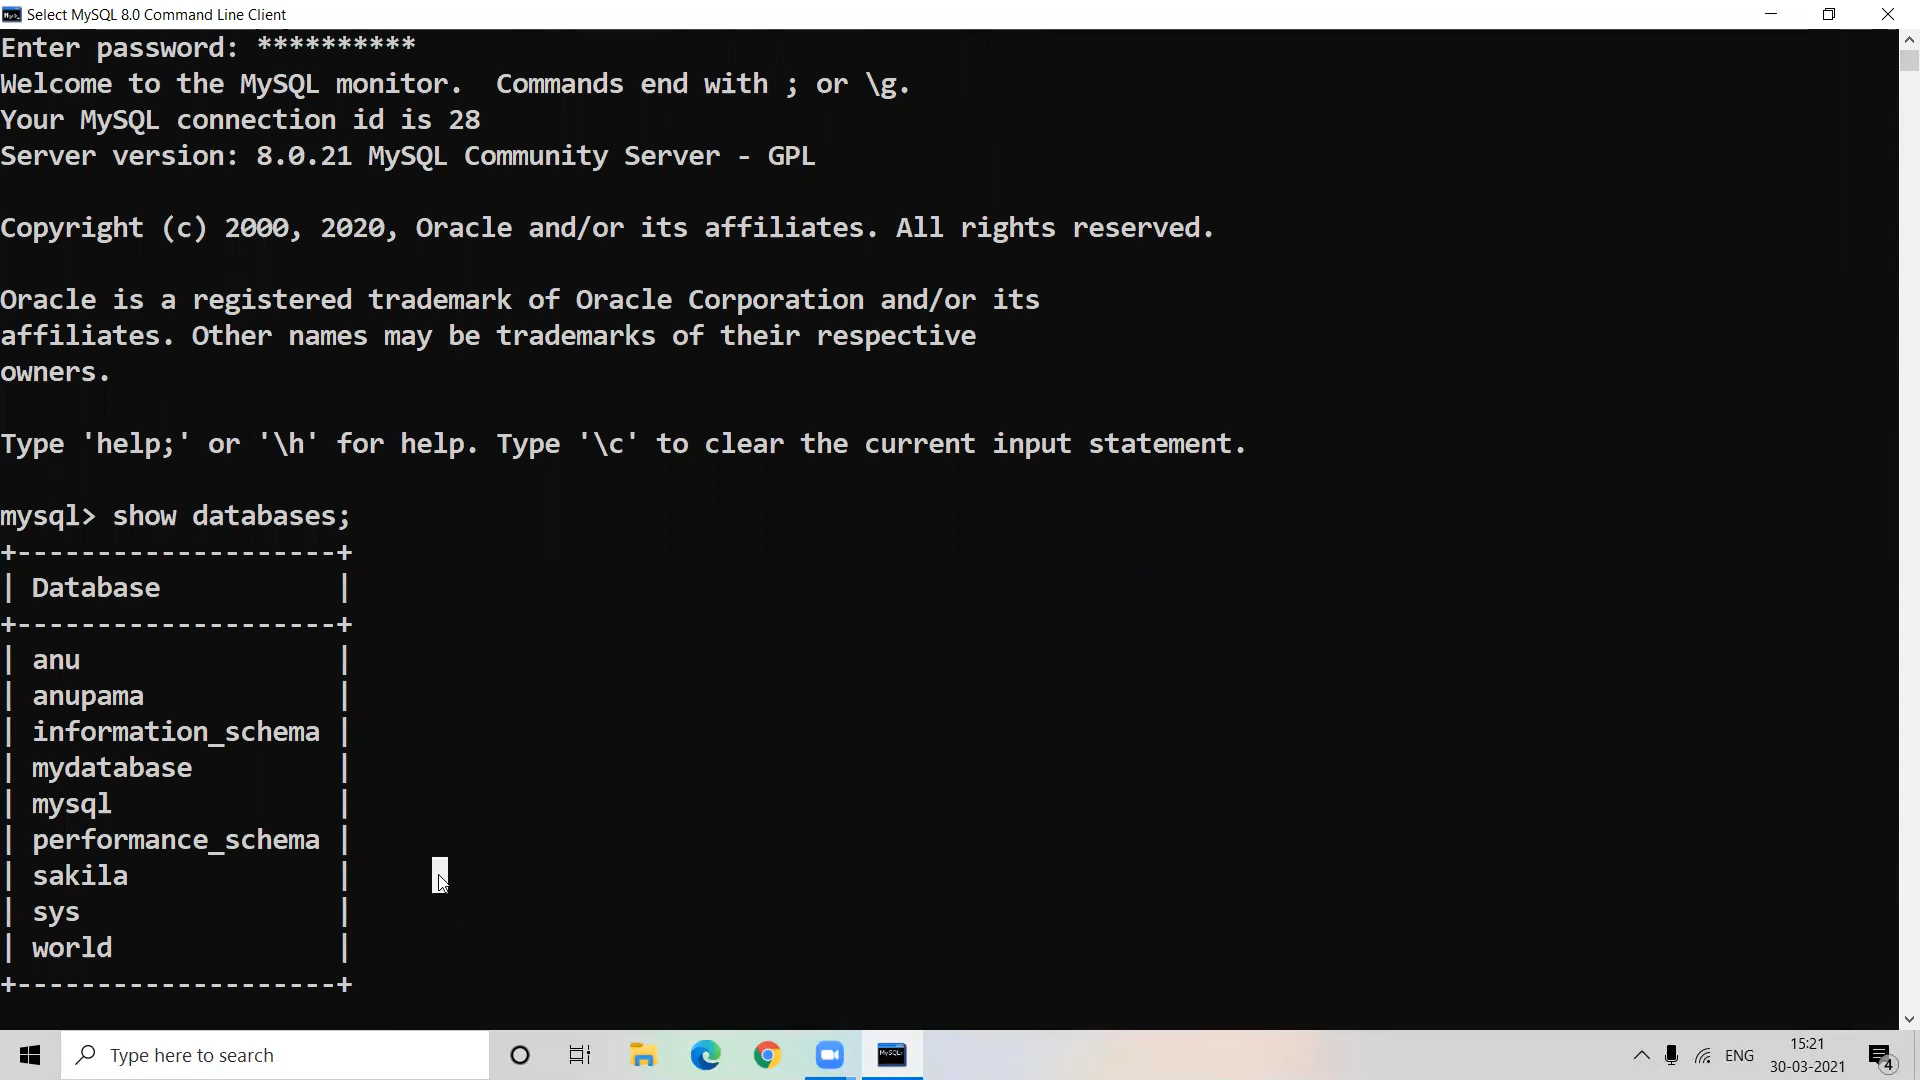 Select MySQL 8.0 Command Line Client
Enter password: **********
Welcome to the MySQL monitor.  Commands end with ; or \g.
Your MySQL connection id is 28
Server version: 8.0.21 MySQL Community Server - GPL
Copyright (c) 2000, 2020, Oracle and/or its affiliates. All rights reserved.
Oracle is a registered trademark of Oracle Corporation and/or its
affiliates. Other names may be trademarks of their respective
owners.
Type 'help;' or '\h' for help. Type '\c' to clear the current input statement.
mysql> show databases;
+--------------------+
| Database           |
+--------------------+
| anu                |
| anupama            |
| information_schema |
| mydatabase         |
| mysql              |
| performance_schema |
| sakila             |
| sys                |
| world              |
+--------------------+
Type here to search
ENG
15:21
30-03-2021
4